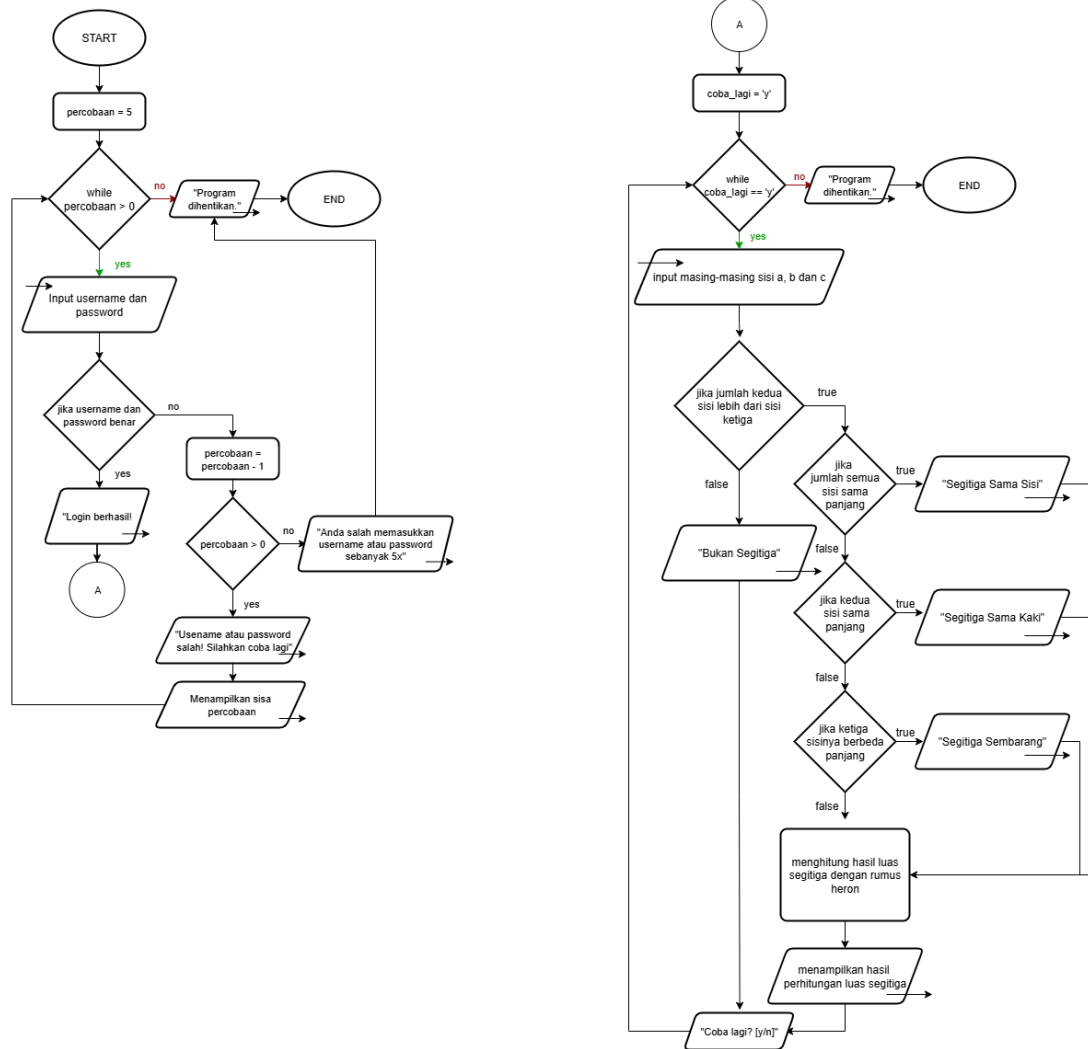 START
percobaan = 5
while
percobaan > 0
no
"Program
dihentikan."
END
yes
Input username dan
password
jika username dan
password benar
no
percobaan =
percobaan - 1
yes
"Login berhasil!
A
percobaan > 0
no
"Anda salah memasukkan
username atau password
sebanyak 5x"
yes
"Usename atau password
salah! Silahkan coba lagi"
Menampilkan sisa
percobaan
A
coba_lagi = 'y'
while
coba_lagi == 'y'
no
"Program
dihentikan."
END
yes
input masing-masing sisi a, b dan c
jika jumlah kedua
sisi lebih dari sisi
ketiga
true
false
"Bukan Segitiga"
jika
jumlah semua
sisi sama
panjang
true
"Segitiga Sama Sisi"
false
jika kedua
sisi sama
panjang
true
"Segitiga Sama Kaki"
false
jika ketiga
sisinya berbeda
panjang
true
"Segitiga Sembarang"
false
menghitung hasil luas
segitiga dengan rumus
heron
menampilkan hasil
perhitungan luas segitiga
"Coba lagi? [y/n]"